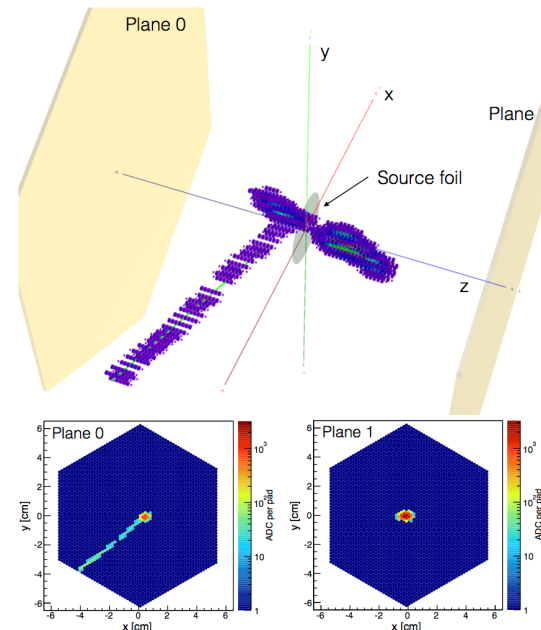 Plane 0
y
x
Plane
Source foil
z
Plane 0
y [cm]
6
4
2
0
-2
-4
-6
-6 -4 -2 0 2 4 6
x [cm]
10³
10²
10
1
ADC per pad
Plane 1
y [cm]
6
4
2
0
-2
-4
-6
-6 -4 -2 0 2 4 6
x [cm]
10³
10²
10
1
ADC per pad